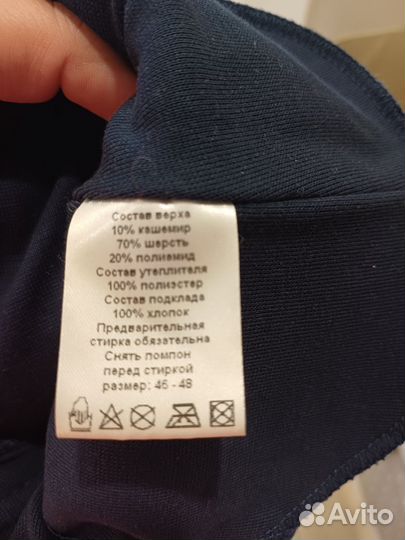 Состав верха
10% кашемир
70% шерсть
20% полиамид
Состав утеплителя
100% полиэстер
Состав подклада
100% хлопок
Предварительная
стирка обязательна
Снять помпон
перед стиркой
размер: 46 - 48
Avito